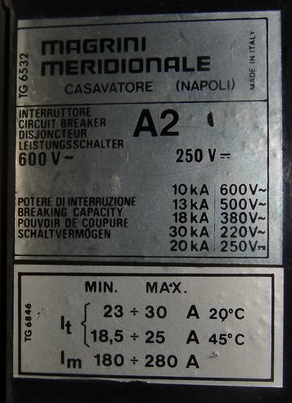 TG 6532
MAGRINI
MERIDIONALE
CASAVATORE (NAPOLI)
MADE IN ITALY
INTERRUTTORE
CIRCUIT BREAKER
DISJONCTEUR
LEISTUNGSSCHALTER
A2
600 V~ 250 V⎓
10 kA 600V~
POTERE DI INTERRUZIONE 13 kA 500V~
BREAKING CAPACITY 18 kA 380V~
POUVOIR DE COUPURE 30 kA 220V~
SCHALTVERMÖGEN 20 kA 250V⎓
TG 6846
MIN. MAX.
It { 23 ÷ 30 A 20°C
18,5 ÷ 25 A 45°C
Im 180 ÷ 280 A